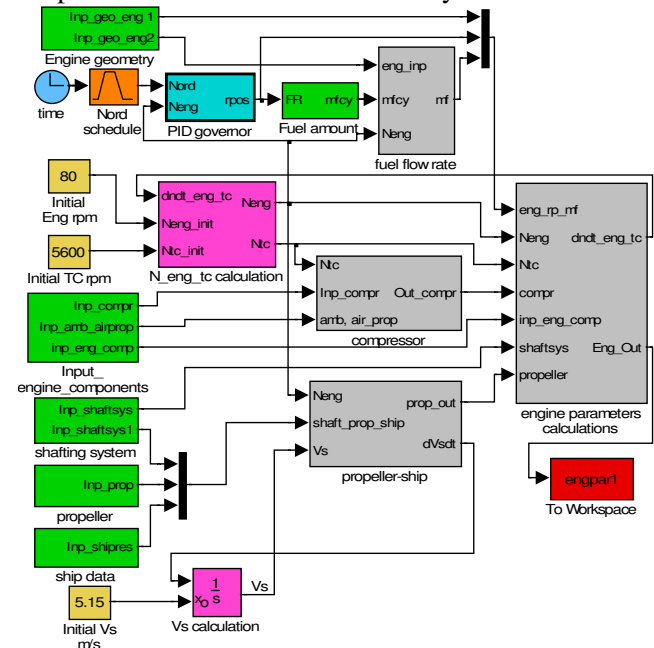 Inp_geo_eng 1
Inp_geo_eng2
Engine geometry
time
Nord
schedule
Nord
Neng
rpos
PID governor
FR
mfcy
Fuel amount
eng_inp
mfcy
mf
Neng
fuel flow rate
80
Initial
Eng rpm
5600
Initial TC rpm
dndt_eng_tc
Neng
Neng_init
Ntc
Ntc_init
N_eng_tc calculation
Ntc
Inp_compr
Out_compr
amb, air_prop
compressor
eng_rp_mf
Neng
dndt_eng_tc
Ntc
compr
inp_eng_comp
shaftsys
Eng_Out
propeller
engine parameters
calculations
Inp_compr
Inp_amb_airprop
inp_eng_comp
Input_
engine_components
Inp_shaftsys
Inp_shaftsys1
shafting system
Inp_prop
propeller
Inp_shipres
ship data
Neng
prop_out
shaft_prop_ship
dVsdt
Vs
propeller-ship
engpar1
To Workspace
5.15
Initial Vs
m/s
1
s
xo
Vs
Vs calculation